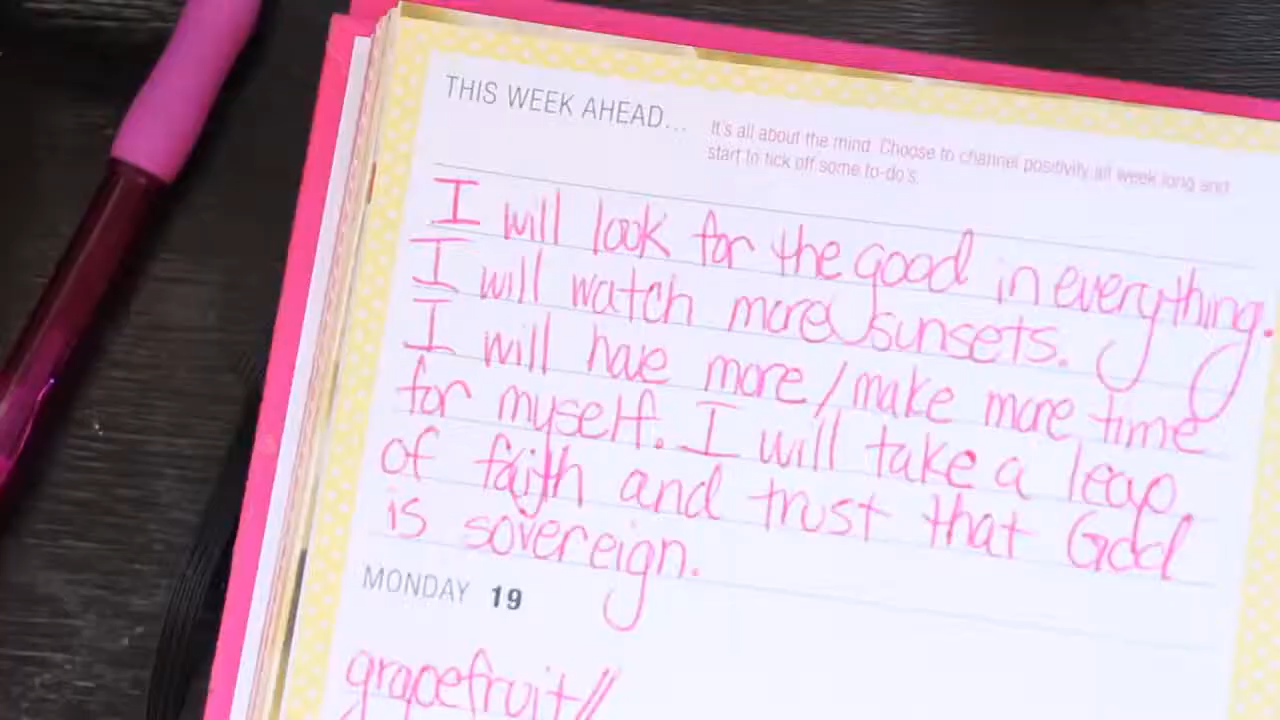 THIS WEEK AHEAD...
It's all about the mind. Choose to channel positivity all week long and
start to tick off some to-do's.
I will look for the good in everything.
I will watch more sunsets.
I will have more/make more time
for myself. I will take a leap
of faith and trust that God
is sovereign.
MONDAY 19
grapefruit//